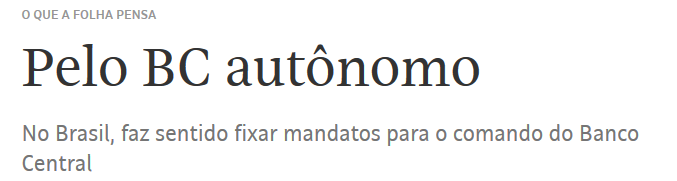 O QUE A FOLHA PENSA
Pelo BC autônomo
No Brasil, faz sentido fixar mandatos para o comando do Banco
Central